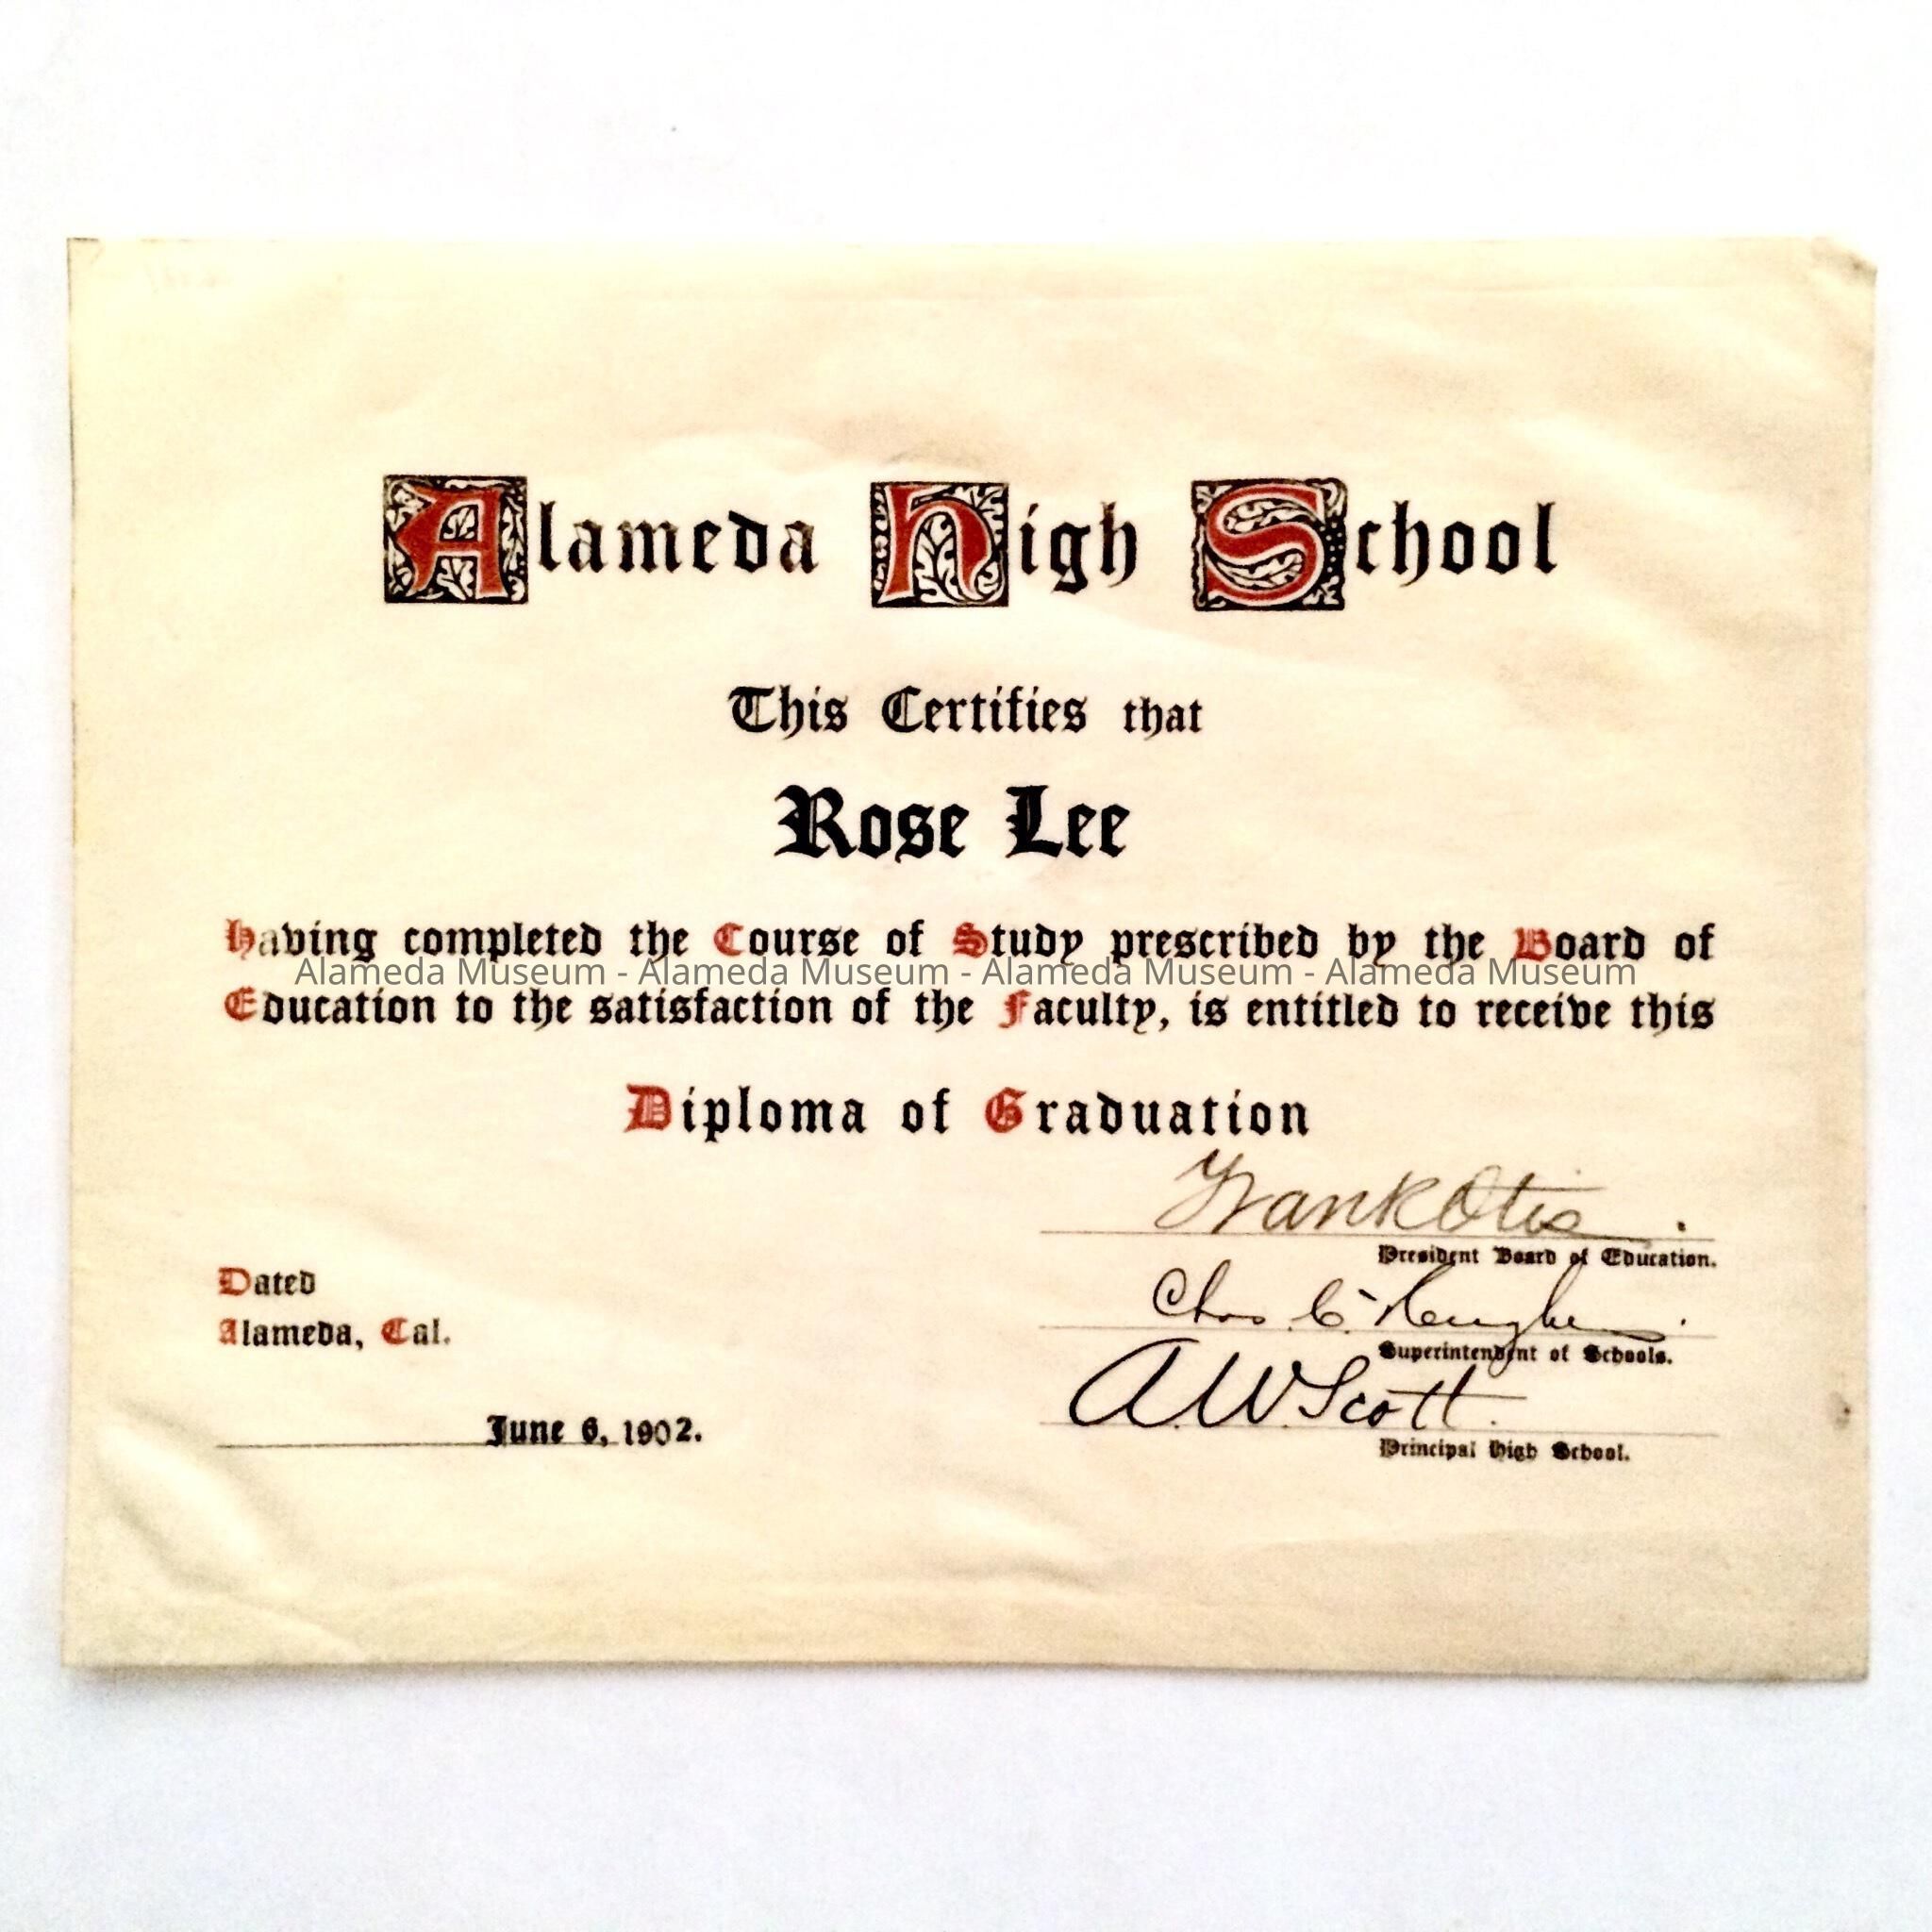 Alameda High School
This Certifies that
Rose Lee
Having completed the Course of Study prescribed by the Board of
Alameda Museum - Alameda Museum - Alameda Museum - Alameda Museum
Education to the satisfaction of the Faculty, is entitled to receive this
Diploma of Graduation
Frank Otis
President Board of Education.
Chas. C. Hughes.
Superintendent of Schools.
A. W. Scott.
Principal High School.
Dated
Alameda, Cal.
June 6, 1902.